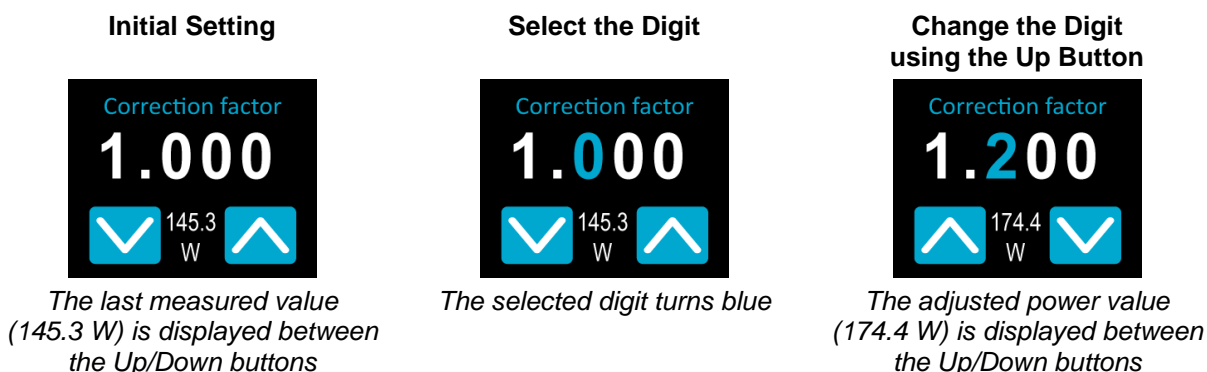 Initial Setting
Correction factor
1.000
145.3
W
The last measured value
(145.3 W) is displayed between
the Up/Down buttons
Select the Digit
Correction factor
1.000
145.3
W
The selected digit turns blue
Change the Digit
using the Up Button
Correction factor
1.200
174.4
W
The adjusted power value
(174.4 W) is displayed between
the Up/Down buttons